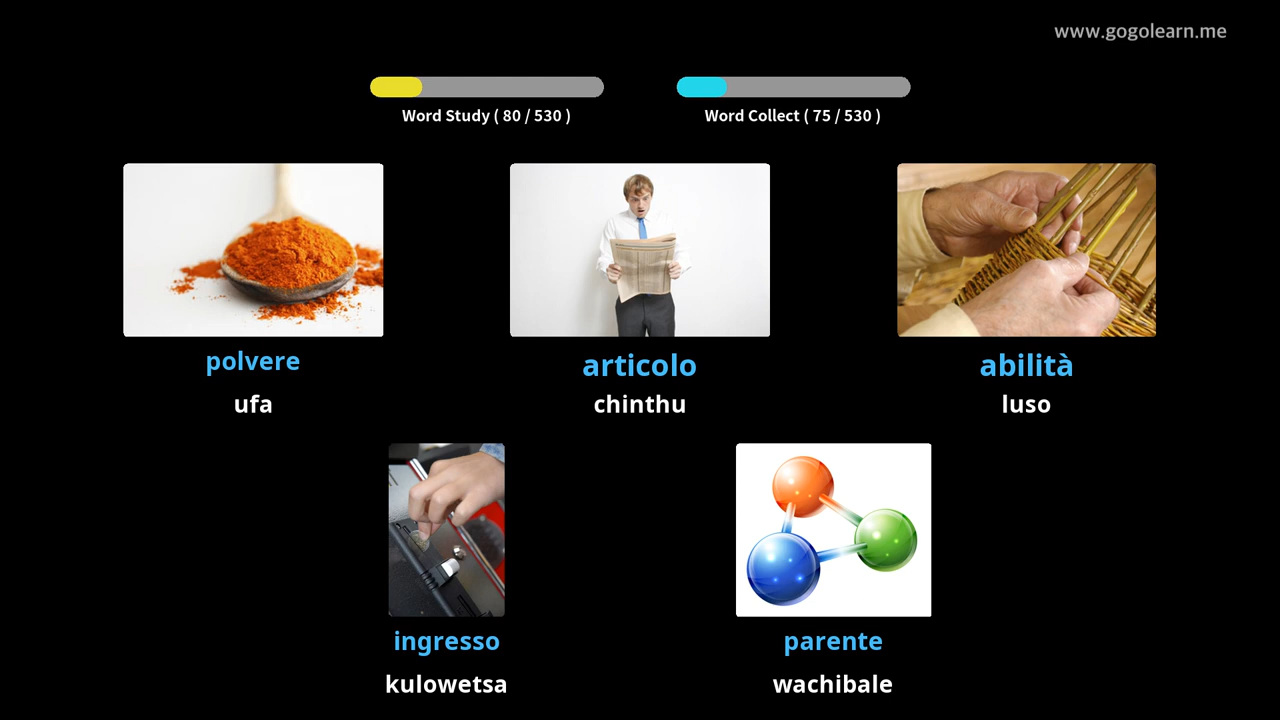 www.gogolearn.me
Word Study ( 80 / 530 )
Word Collect ( 75 / 530 )
polvere
articolo
abilità
ufa
chinthu
luso
ingresso
parente
kulowetsa
wachibale